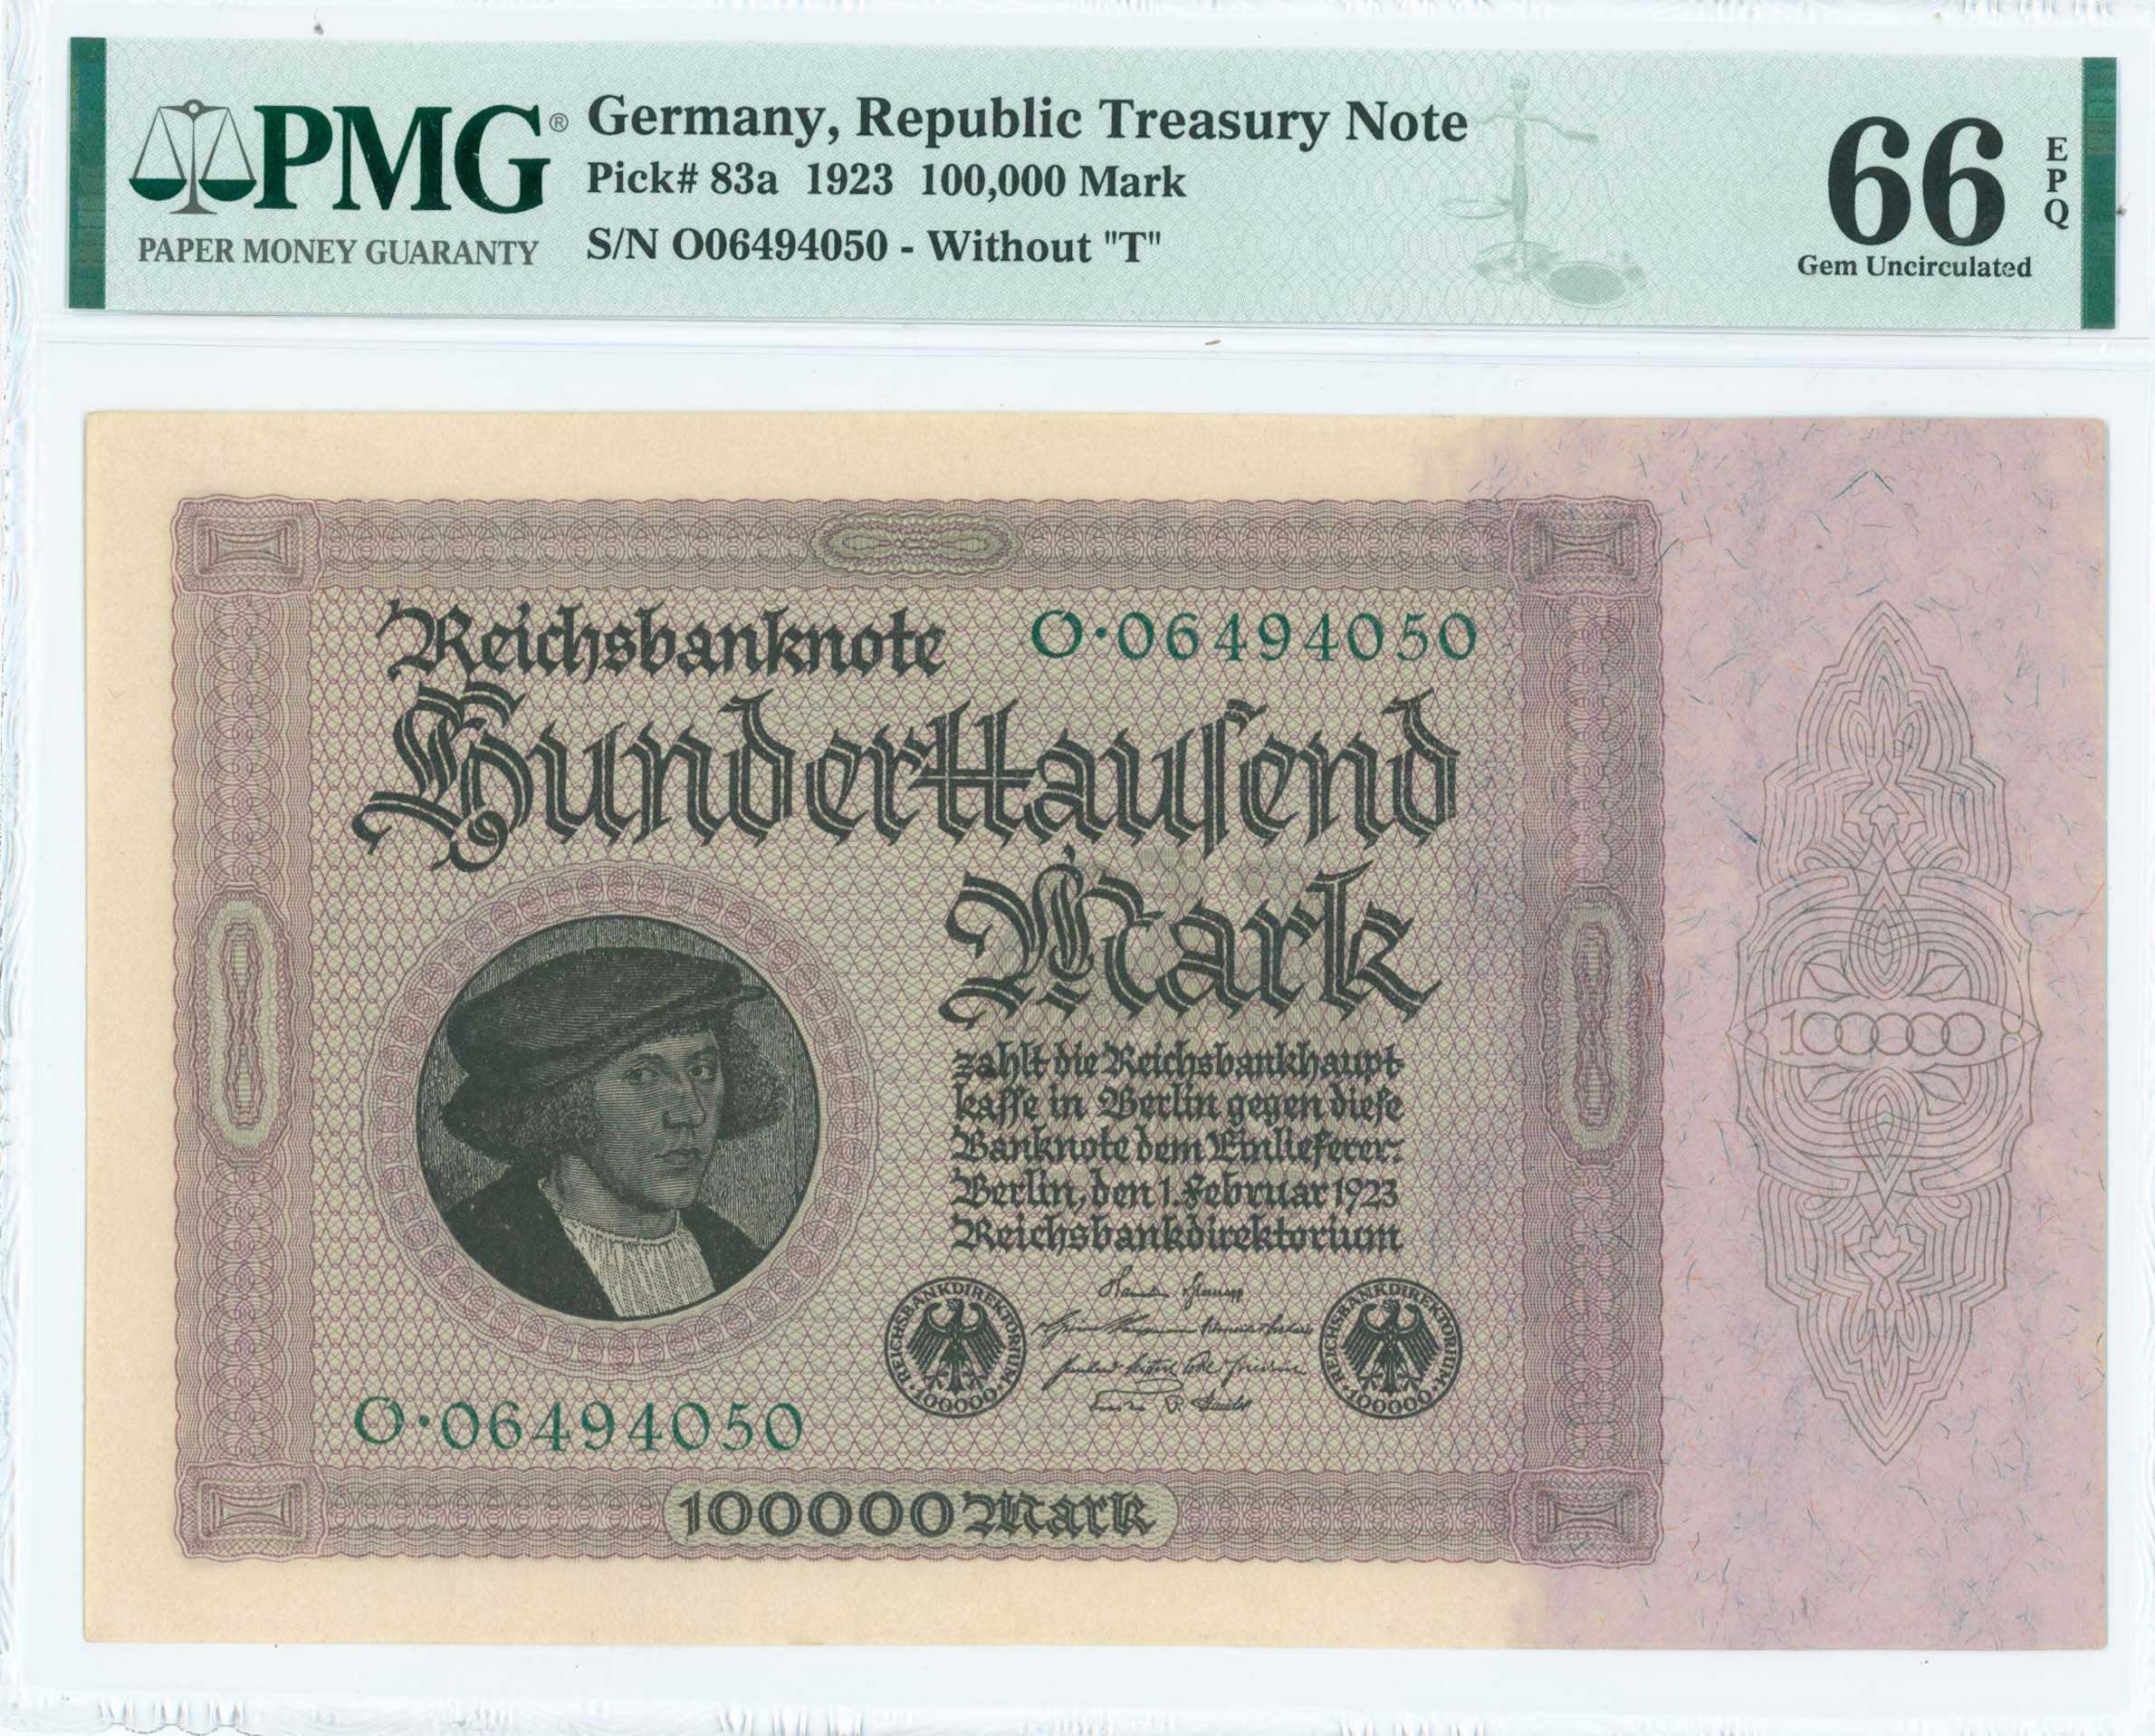 PMG®
PAPER MONEY GUARANTY
Germany, Republic Treasury Note
Pick# 83a 1923 100,000 Mark
S/N O06494050 - Without "T"
66
EPQ
Gem Uncirculated
Reichsbanknote O·06494050
Hunderttauſend
Mark
zahlt die Reichsbankhaupt-
kaſſe in Berlin gegen dieſe
Banknote dem Einlieferer.
Berlin, den 1. Februar 1923
Reichsbankdirektorium
REICHSBANKDIREKTORIUM · 100000 ·
REICHSBANKDIREKTORIUM · 100000 ·
O·06494050
100000 Mark
100000